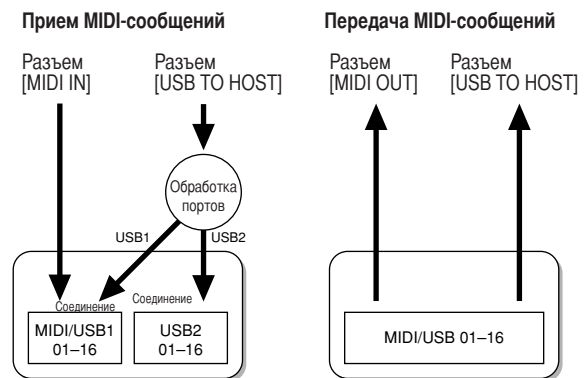 Прием MIDI-сообщений
Разъем
[MIDI IN]
Разъем
[USB TO HOST]
Обработка
портов
USB1
USB2
Соединение
Соединение
MIDI/USB1
01–16
USB2
01–16
Передача MIDI-сообщений
Разъем
[MIDI OUT]
Разъем
[USB TO HOST]
MIDI/USB 01–16